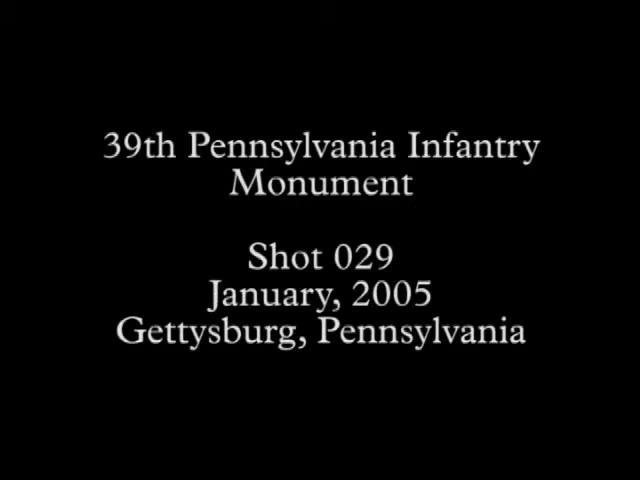 39th Pennsylvania Infantry
Monument
Shot 029
January, 2005
Gettysburg, Pennsylvania